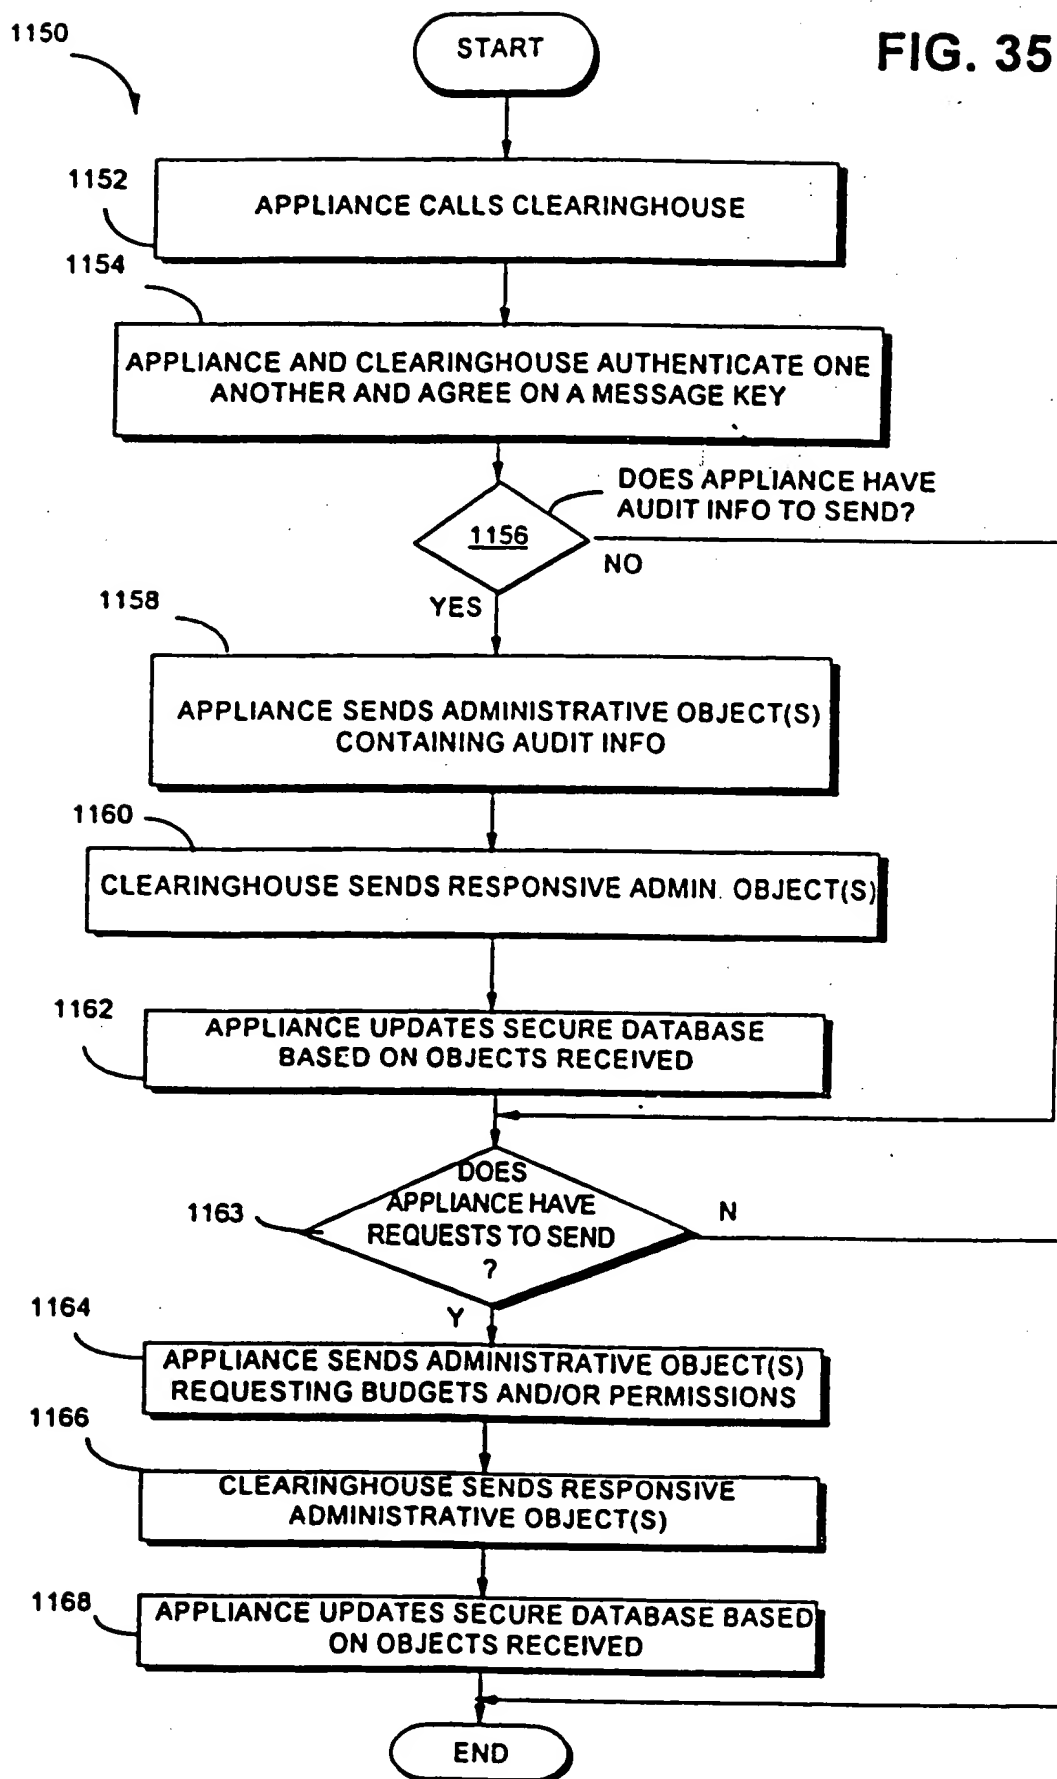 1150
START
FIG. 35
1152
APPLIANCE CALLS CLEARINGHOUSE
1154
APPLIANCE AND CLEARINGHOUSE AUTHENTICATE ONE
ANOTHER AND AGREE ON A MESSAGE KEY
DOES APPLIANCE HAVE
AUDIT INFO TO SEND?
1156
NO
YES
1158
APPLIANCE SENDS ADMINISTRATIVE OBJECT(S)
CONTAINING AUDIT INFO
1160
CLEARINGHOUSE SENDS RESPONSIVE ADMIN. OBJECT(S)
1162
APPLIANCE UPDATES SECURE DATABASE
BASED ON OBJECTS RECEIVED
1163
DOES
APPLIANCE HAVE
REQUESTS TO SEND
?
N
Y
1164
APPLIANCE SENDS ADMINISTRATIVE OBJECT(S)
REQUESTING BUDGETS AND/OR PERMISSIONS
1166
CLEARINGHOUSE SENDS RESPONSIVE
ADMINISTRATIVE OBJECT(S)
1168
APPLIANCE UPDATES SECURE DATABASE BASED
ON OBJECTS RECEIVED
END